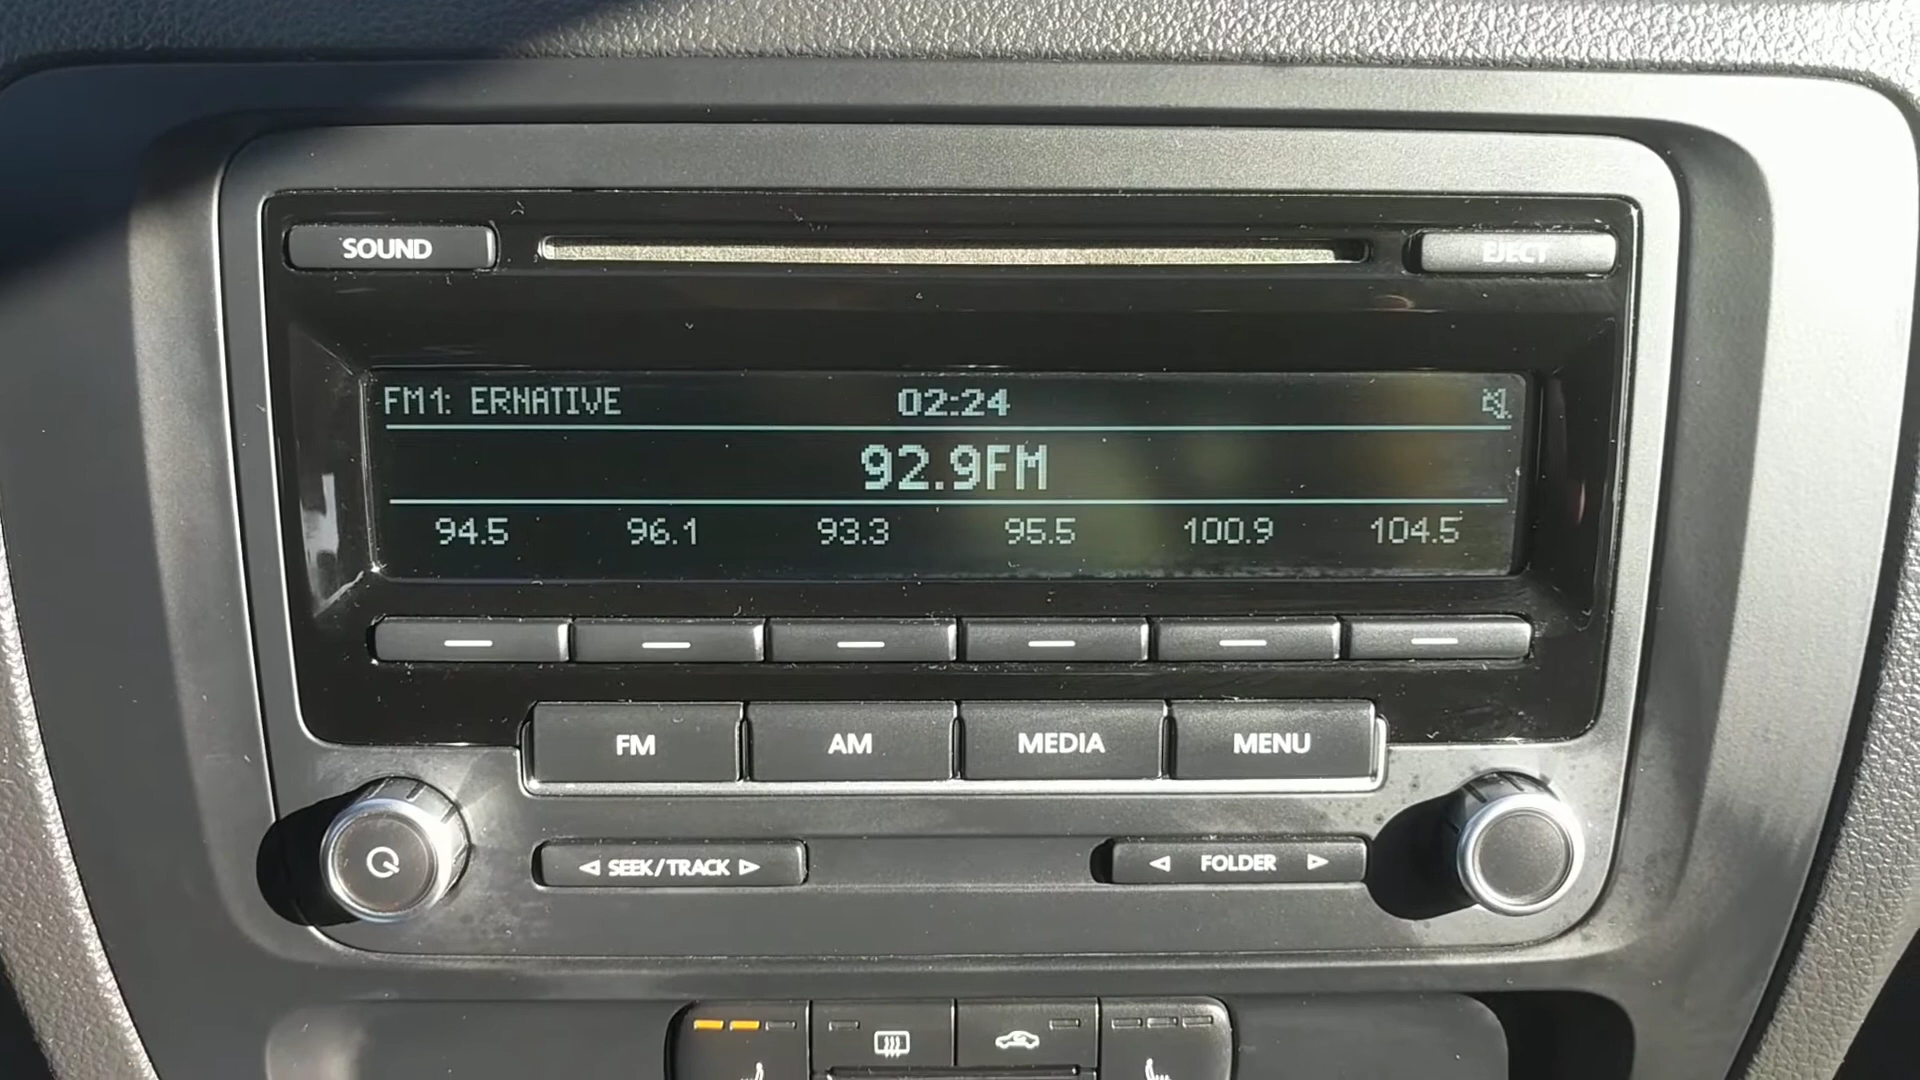 SOUND
EJECT
FM1: ERNATIVE 02:24
92.9FM
94.5 96.1 93.3 95.5 100.9 104.5
FM AM MEDIA MENU
SEEK/TRACK FOLDER